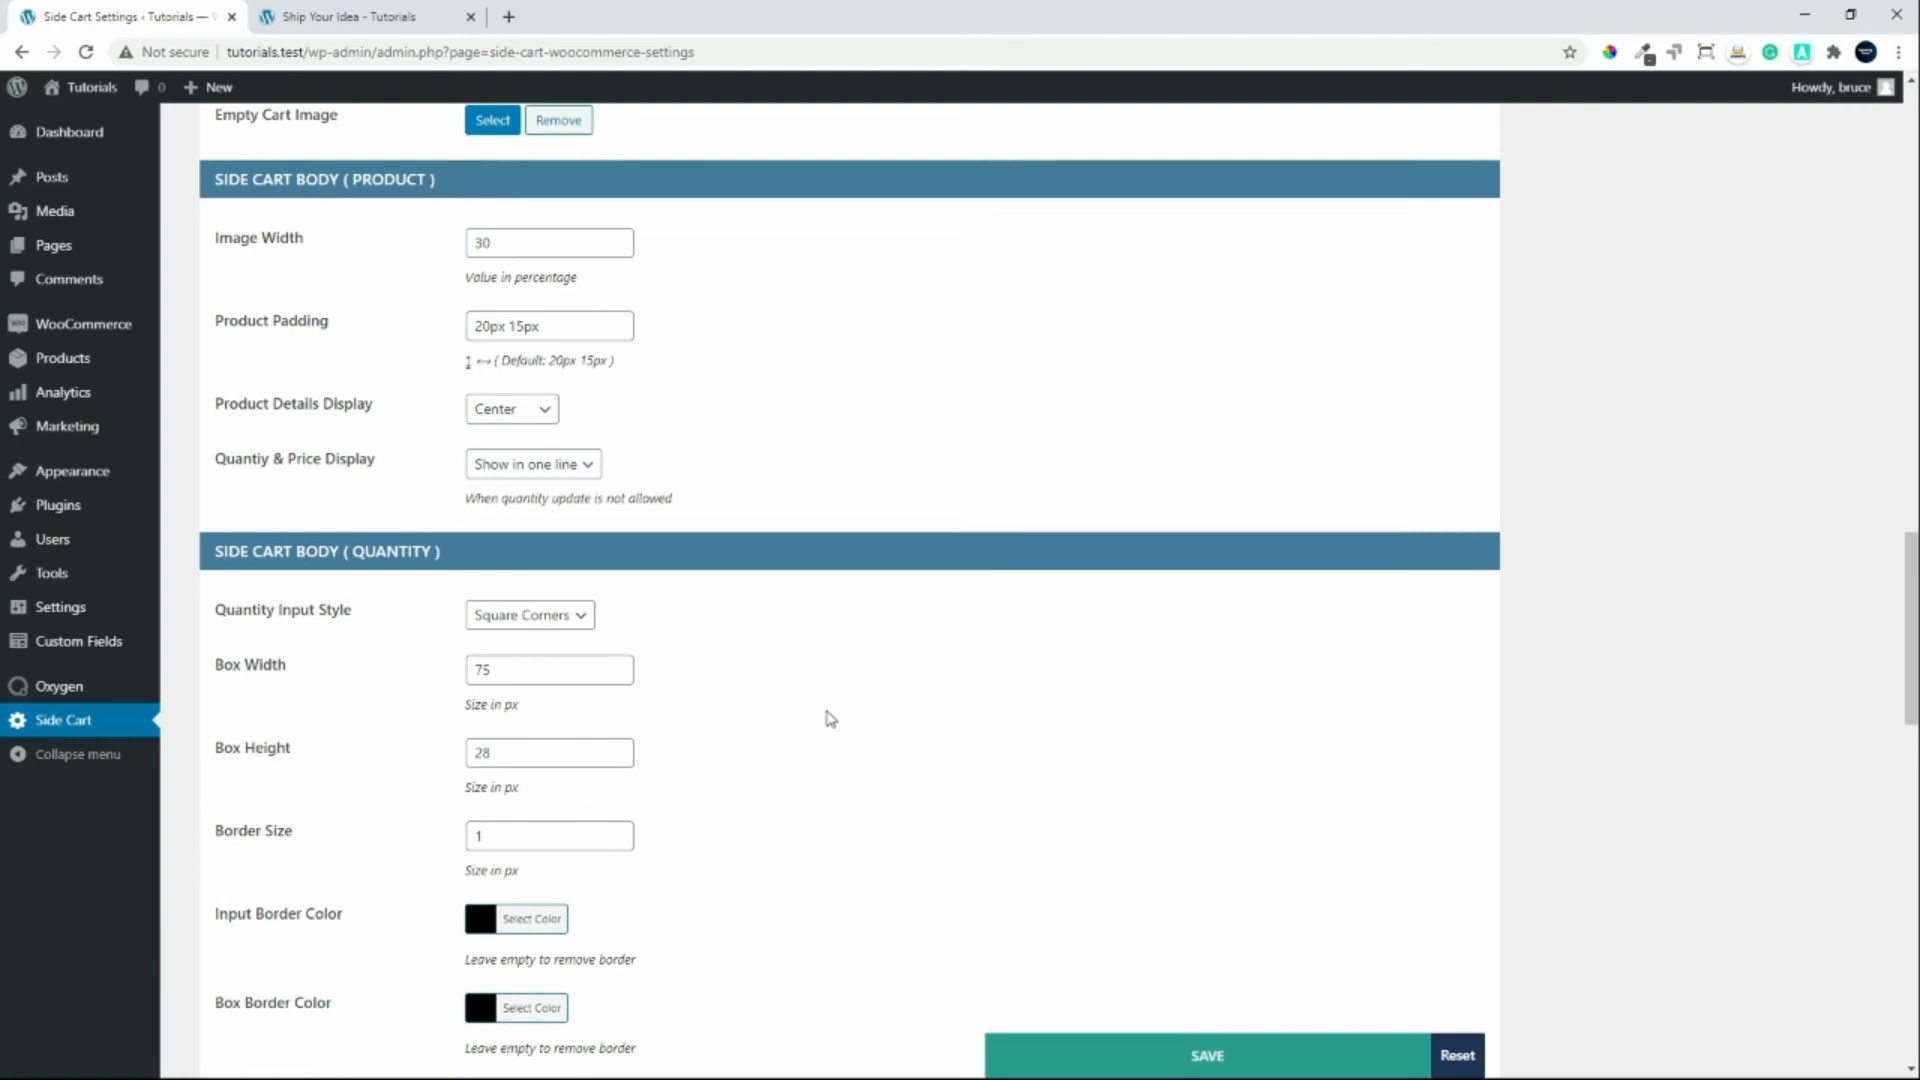 Side Cart Settings ‹ Tutorials —
Ship Your Idea - Tutorials
Not secure
tutorials.test/wp-admin/admin.php?page=side-cart-woocommerce-settings
Tutorials
0
New
Howdy, bruce
Dashboard
Posts
Media
Pages
Comments
WooCommerce
Products
Analytics
Marketing
Appearance
Plugins
Users
Tools
Settings
Custom Fields
Oxygen
Side Cart
Collapse menu
Empty Cart Image
Select
Remove
SIDE CART BODY ( PRODUCT )
Image Width
30
Value in percentage
Product Padding
20px 15px
↕ ↔ ( Default: 20px 15px )
Product Details Display
Center
Quantiy & Price Display
Show in one line
When quantity update is not allowed
SIDE CART BODY ( QUANTITY )
Quantity Input Style
Square Corners
Box Width
75
Size in px
Box Height
28
Size in px
Border Size
1
Size in px
Input Border Color
Select Color
Leave empty to remove border
Box Border Color
Select Color
Leave empty to remove border
SAVE
Reset